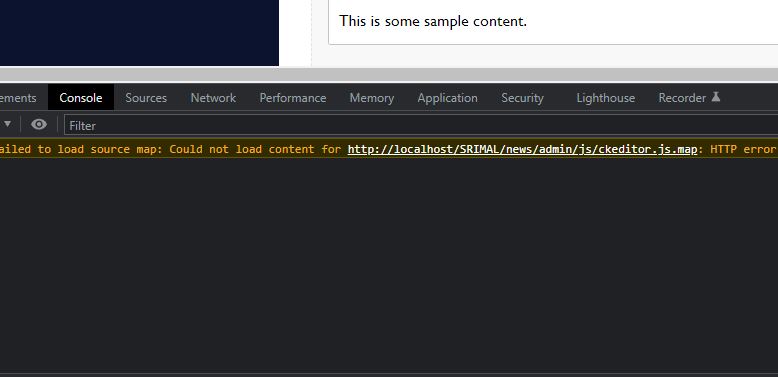 This is some sample content.
ements Console Sources Network Performance Memory Application Security Lighthouse Recorder
Filter
ailed to load source map: Could not load content for http://localhost/SRIMAL/news/admin/js/ckeditor.js.map: HTTP error